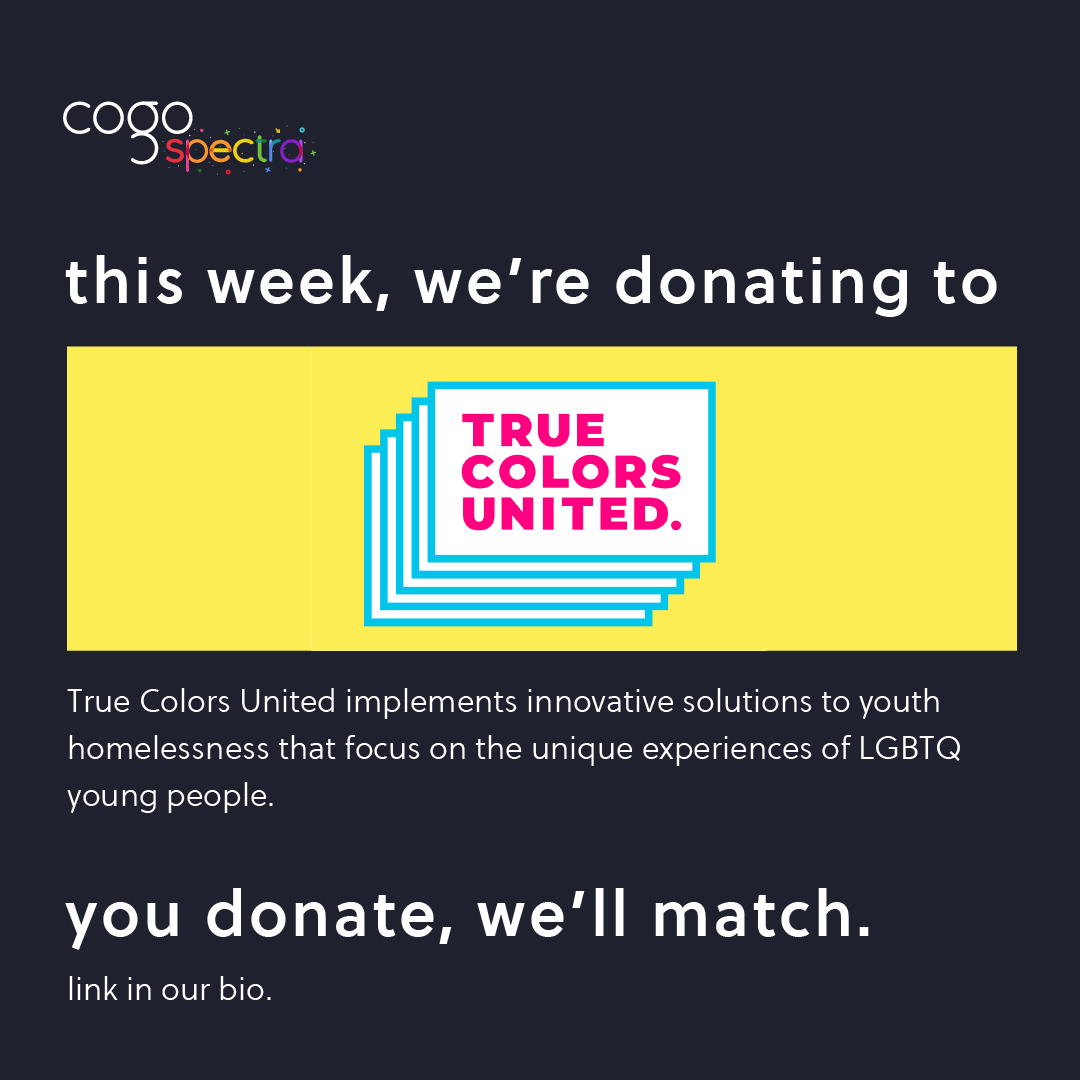 cogo
spectra
this week, we’re donating to
TRUE
COLORS
UNITED.
True Colors United implements innovative solutions to youth
homelessness that focus on the unique experiences of LGBTQ
young people.
you donate, we’ll match.
link in our bio.